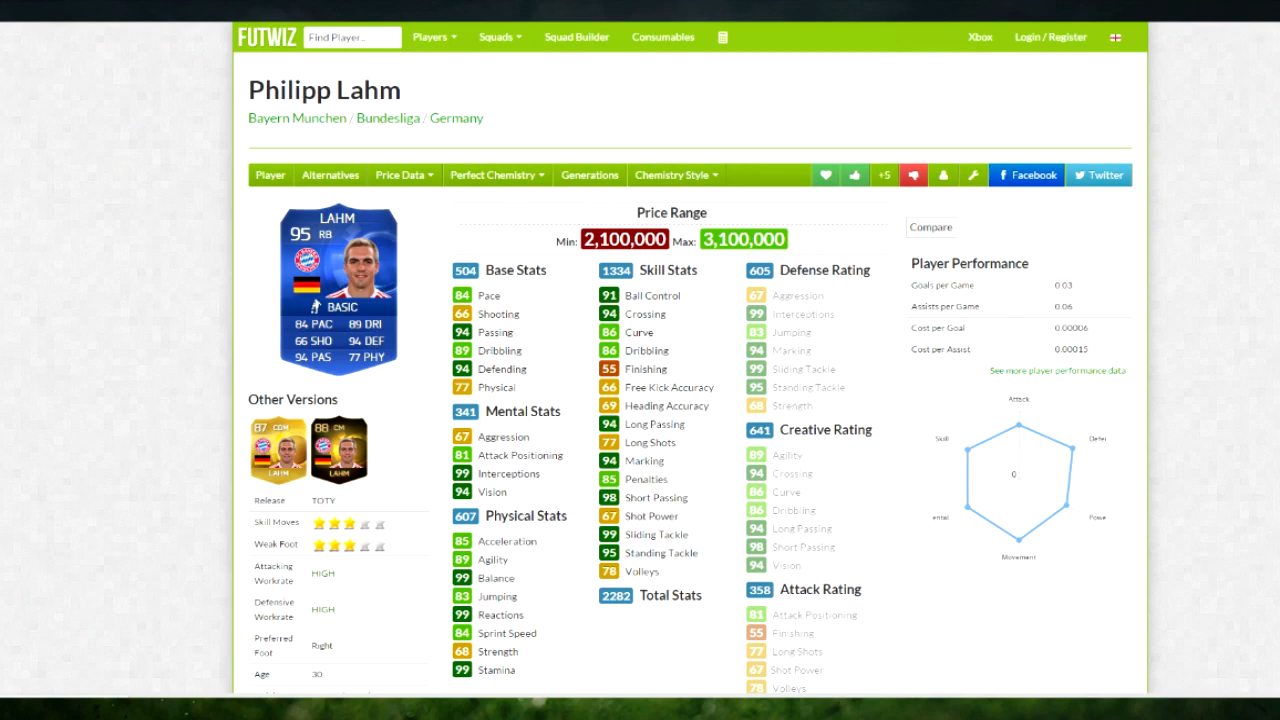 FUTWIZ Find Player.. Players Squads Squad Builder Consumables Xbox Login / Register
Philipp Lahm
Bayern Munchen / Bundesliga / Germany
Player Alternatives Price Data Perfect Chemistry Generations Chemistry Style +5 Facebook Twitter
LAHM
95 RB
BASIC
84 PAC 89 DRI
66 SHO 94 DEF
94 PAS 77 PHY
Other Versions
87 CDM
LAHM
88 CM
LAHM
Release TOTY
Skill Moves
Weak Foot
Attacking Workrate HIGH
Defensive Workrate HIGH
Preferred Foot Right
Age 30
Price Range
Min: 2,100,000 Max: 3,100,000
504 Base Stats
84 Pace
66 Shooting
94 Passing
89 Dribbling
94 Defending
77 Physical
341 Mental Stats
67 Aggression
81 Attack Positioning
99 Interceptions
94 Vision
607 Physical Stats
85 Acceleration
89 Agility
99 Balance
83 Jumping
99 Reactions
84 Sprint Speed
68 Strength
99 Stamina
1334 Skill Stats
91 Ball Control
94 Crossing
86 Curve
86 Dribbling
55 Finishing
66 Free Kick Accuracy
69 Heading Accuracy
94 Long Passing
77 Long Shots
94 Marking
85 Penalties
98 Short Passing
67 Shot Power
99 Sliding Tackle
95 Standing Tackle
78 Volleys
2282 Total Stats
605 Defense Rating
67 Aggression
99 Interceptions
83 Jumping
94 Marking
99 Sliding Tackle
95 Standing Tackle
68 Strength
641 Creative Rating
89 Agility
94 Crossing
86 Curve
86 Dribbling
94 Long Passing
98 Short Passing
94 Vision
358 Attack Rating
81 Attack Positioning
55 Finishing
77 Long Shots
67 Shot Power
78 Volleys
Compare
Player Performance
Goals per Game 0.03
Assists per Game 0.06
Cost per Goal 0.00006
Cost per Assist 0.00015
See more player performance data
Attack
Skill Defer
0
ental Powe
Movement